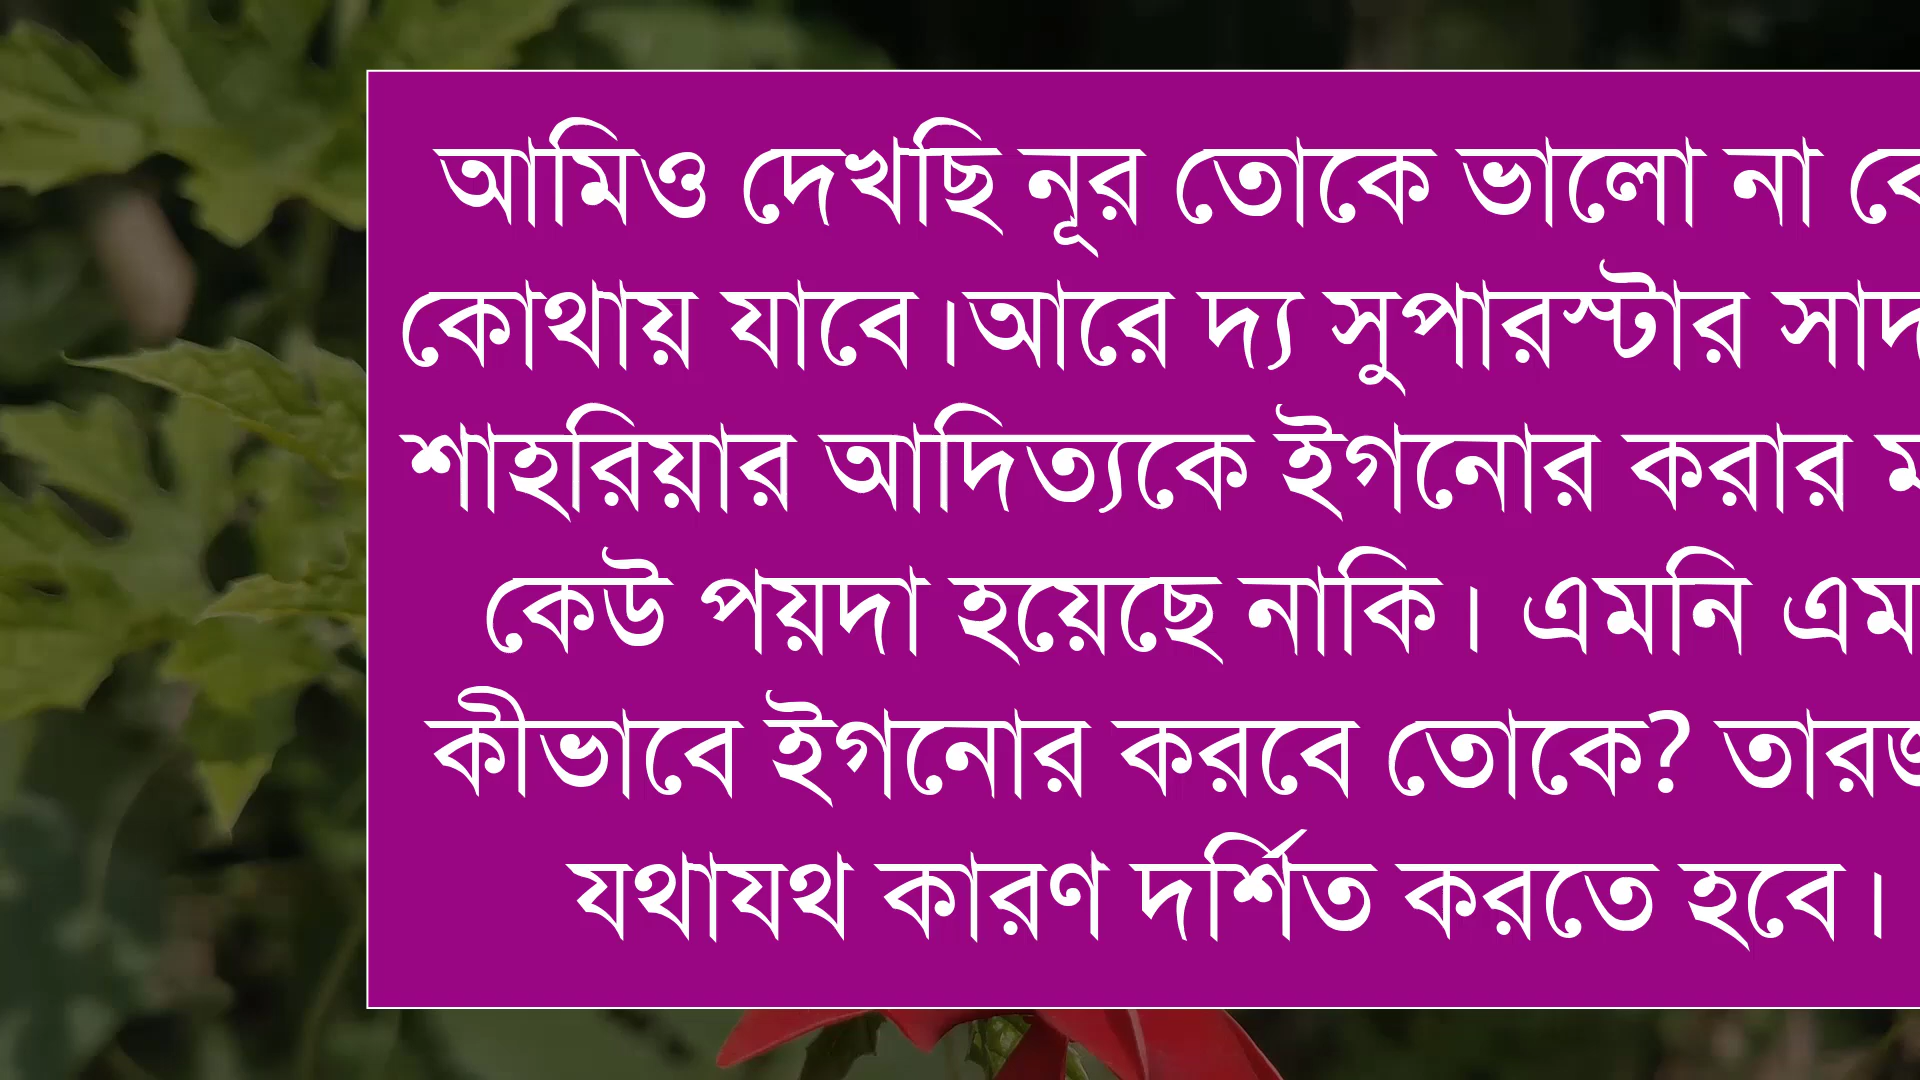 আমিও দেখছি নূর তোকে ভালো না
কোথায় যাবে।আরে দ্য সুপারস্টার
শাহরিয়ার আদিত্যকে ইগনোর করার
কেউ পয়দা হয়েছে নাকি। এমনি
কীভাবে ইগনোর করবে তোকে?
যথাযথ কারণ দর্শিত করতে হবে।